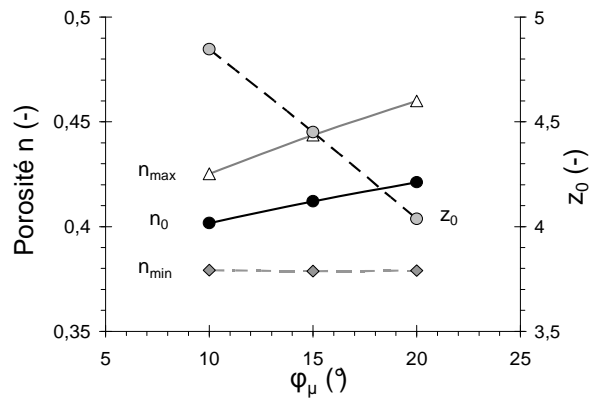 0,5
0,45
0,4
0,35
Porosité n (-)
n_max
n_0
n_min
z_0
5
4,5
4
3,5
z_0 (-)
5 10 15 20 25
φ_μ (°)